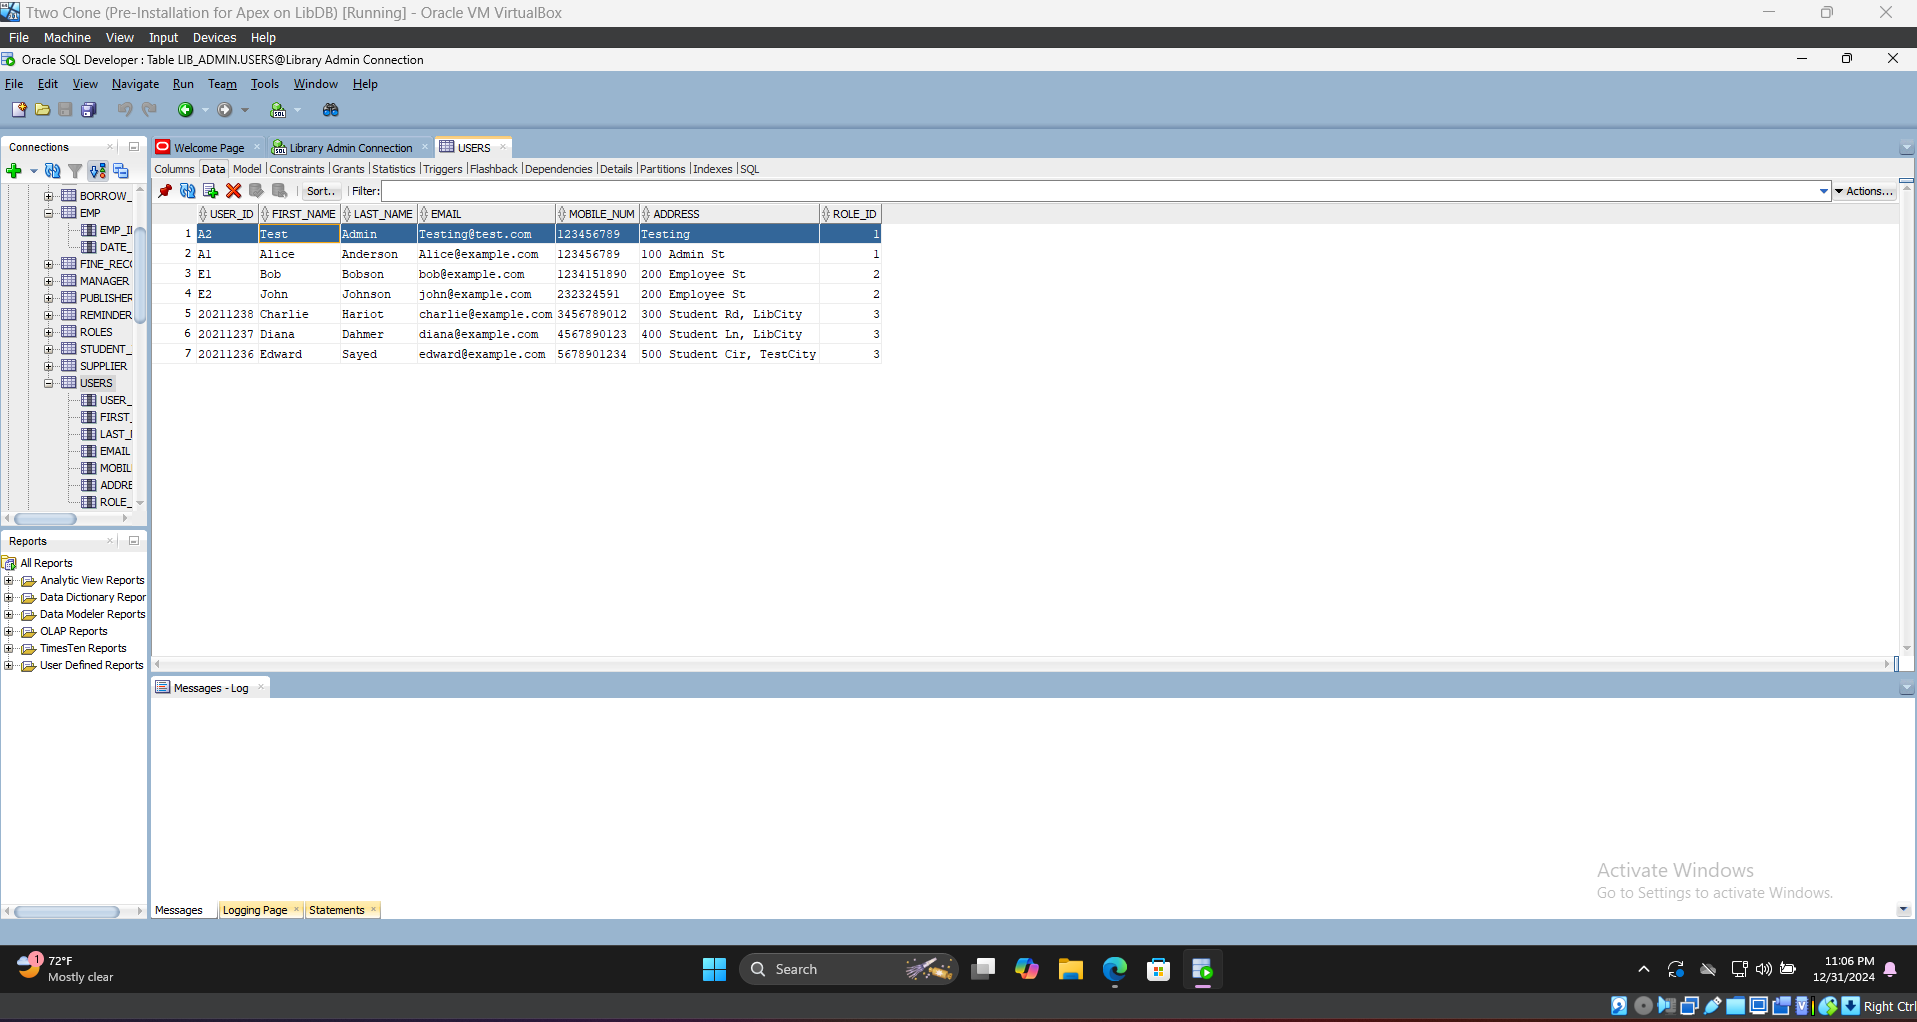 Ttwo Clone (Pre-Installation for Apex on LibDB) [Running] - Oracle VM VirtualBox
File Machine View Input Devices Help
Oracle SQL Developer : Table LIB_ADMIN.USERS@Library Admin Connection
File Edit View Navigate Run Team Tools Window Help
Connections
BORROW_
EMP
EMP_I
DATE_
FINE_REC
MANAGER
PUBLISHER
REMINDER
ROLES
STUDENT_
SUPPLIER
USERS
USER_
FIRST_
LAST_
EMAIL
MOBIL
ADDRE
ROLE_
Reports
All Reports
Analytic View Reports
Data Dictionary Repor
Data Modeler Reports
OLAP Reports
TimesTen Reports
User Defined Reports
Welcome Page Library Admin Connection USERS
Columns Data Model Constraints Grants Statistics Triggers Flashback Dependencies Details Partitions Indexes SQL
Sort.. Filter: Actions...
USER_ID FIRST_NAME LAST_NAME EMAIL MOBILE_NUM ADDRESS ROLE_ID
1 A2 Test Admin Testing@test.com 123456789 Testing 1
2 A1 Alice Anderson Alice@example.com 123456789 100 Admin St 1
3 E1 Bob Bobson bob@example.com 1234151890 200 Employee St 2
4 E2 John Johnson john@example.com 232324591 200 Employee St 2
5 20211238 Charlie Hariot charlie@example.com 3456789012 300 Student Rd, LibCity 3
6 20211237 Diana Dahmer diana@example.com 4567890123 400 Student Ln, LibCity 3
7 20211236 Edward Sayed edward@example.com 5678901234 500 Student Cir, TestCity 3
Messages - Log
Activate Windows
Go to Settings to activate Windows.
Messages Logging Page Statements
1
72°F
Mostly clear
Search
11:06 PM
12/31/2024
Right Ctrl